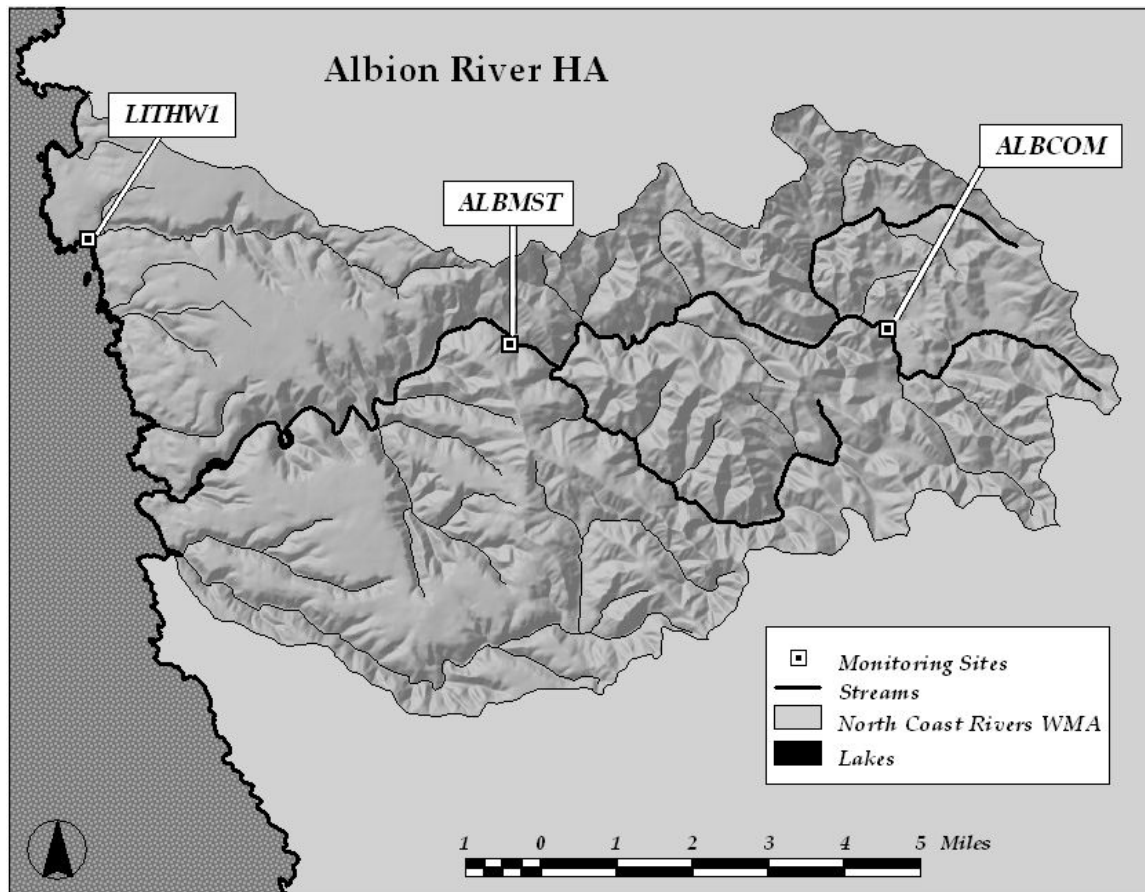 Albion River HA
LITHW1
ALBCOM
ALBMST
Monitoring Sites
Streams
North Coast Rivers WMA
Lakes
1 0 1 2 3 4 5 Miles